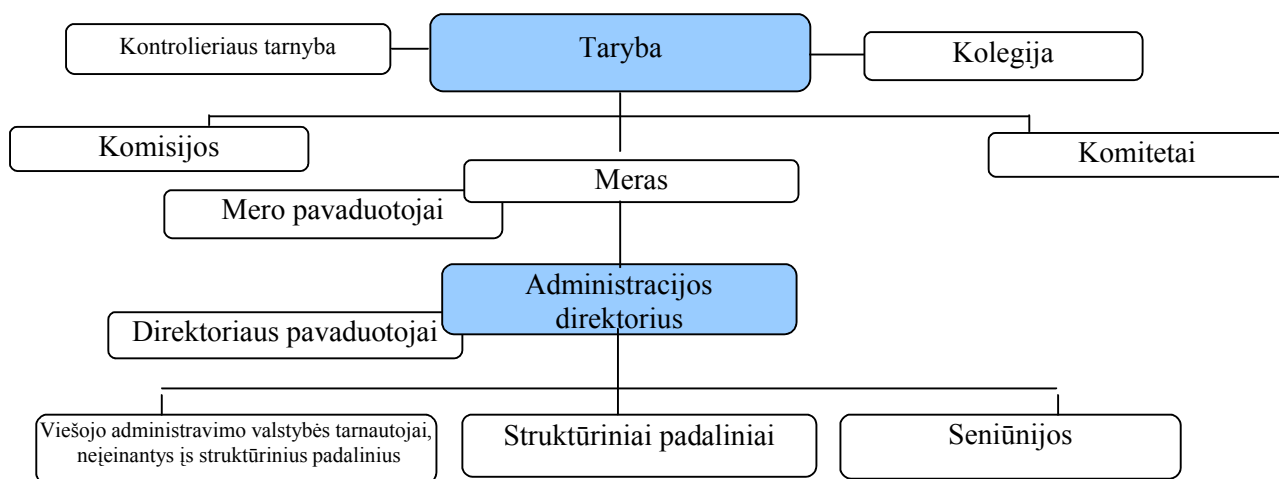 Kontrolieriaus tarnyba
Taryba
Kolegija
Komisijos
Komitetai
Meras
Mero pavaduotojai
Administracijos
direktorius
Direktoriaus pavaduotojai
Viešojo administravimo valstybės tarnautojai,
neįeinantys įs struktūrinius padalinius
Struktūriniai padaliniai
Seniūnijos